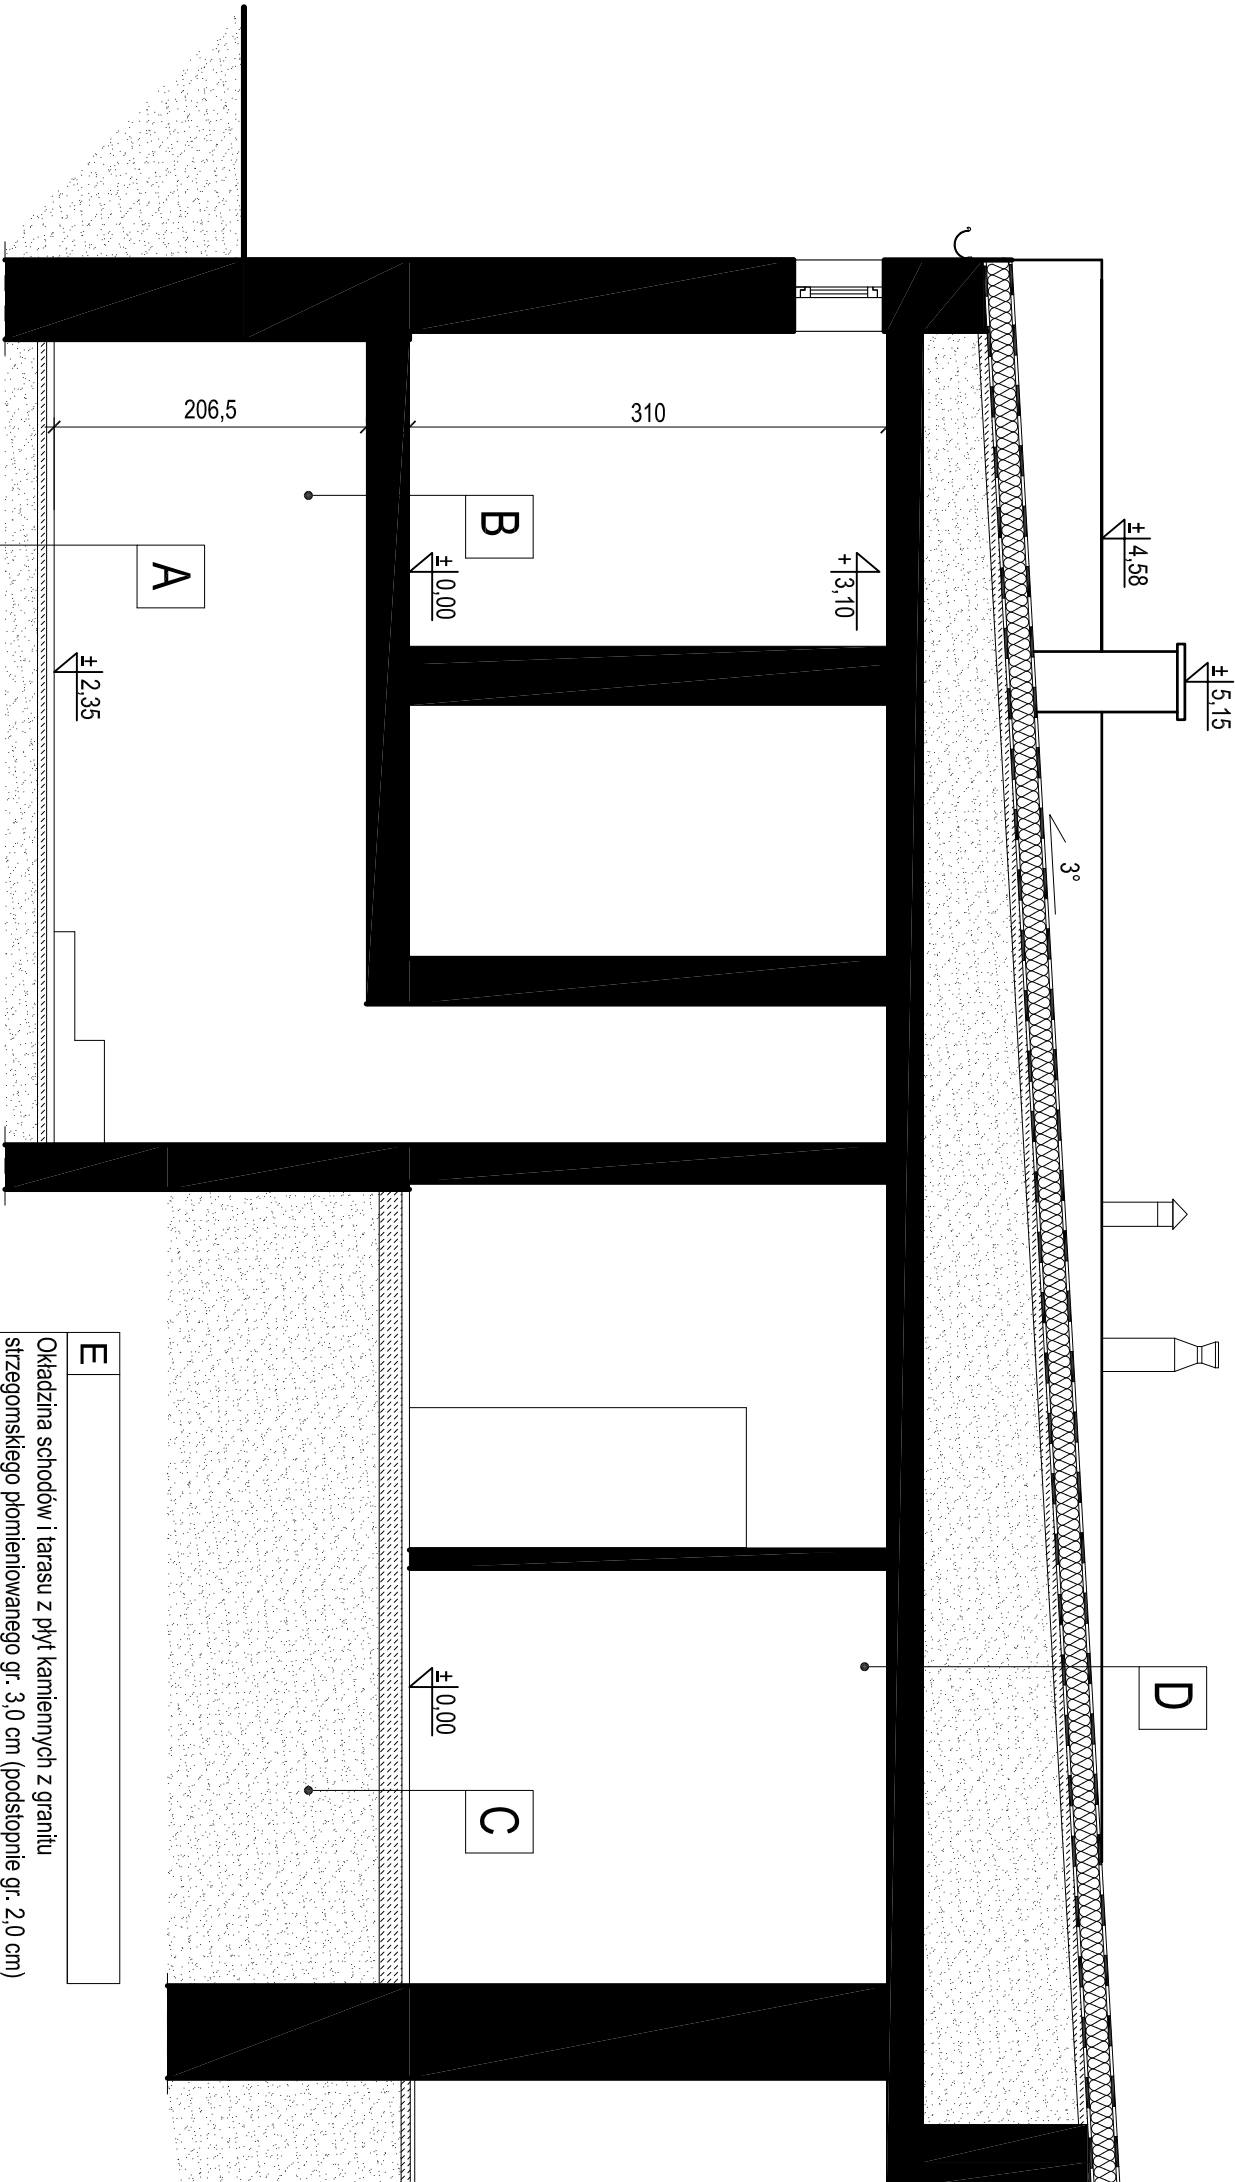 ± 5,15
± 4,58
3°
D
+ 3,10
310
B
± 0,00
± 0,00
C
206,5
A
± 2,35
E
Okładzina schodów i tarasu z płyt kamiennych z granitu
strzegomskiego płomieniowanego gr. 3,0 cm (podstopnie gr. 2,0 cm)